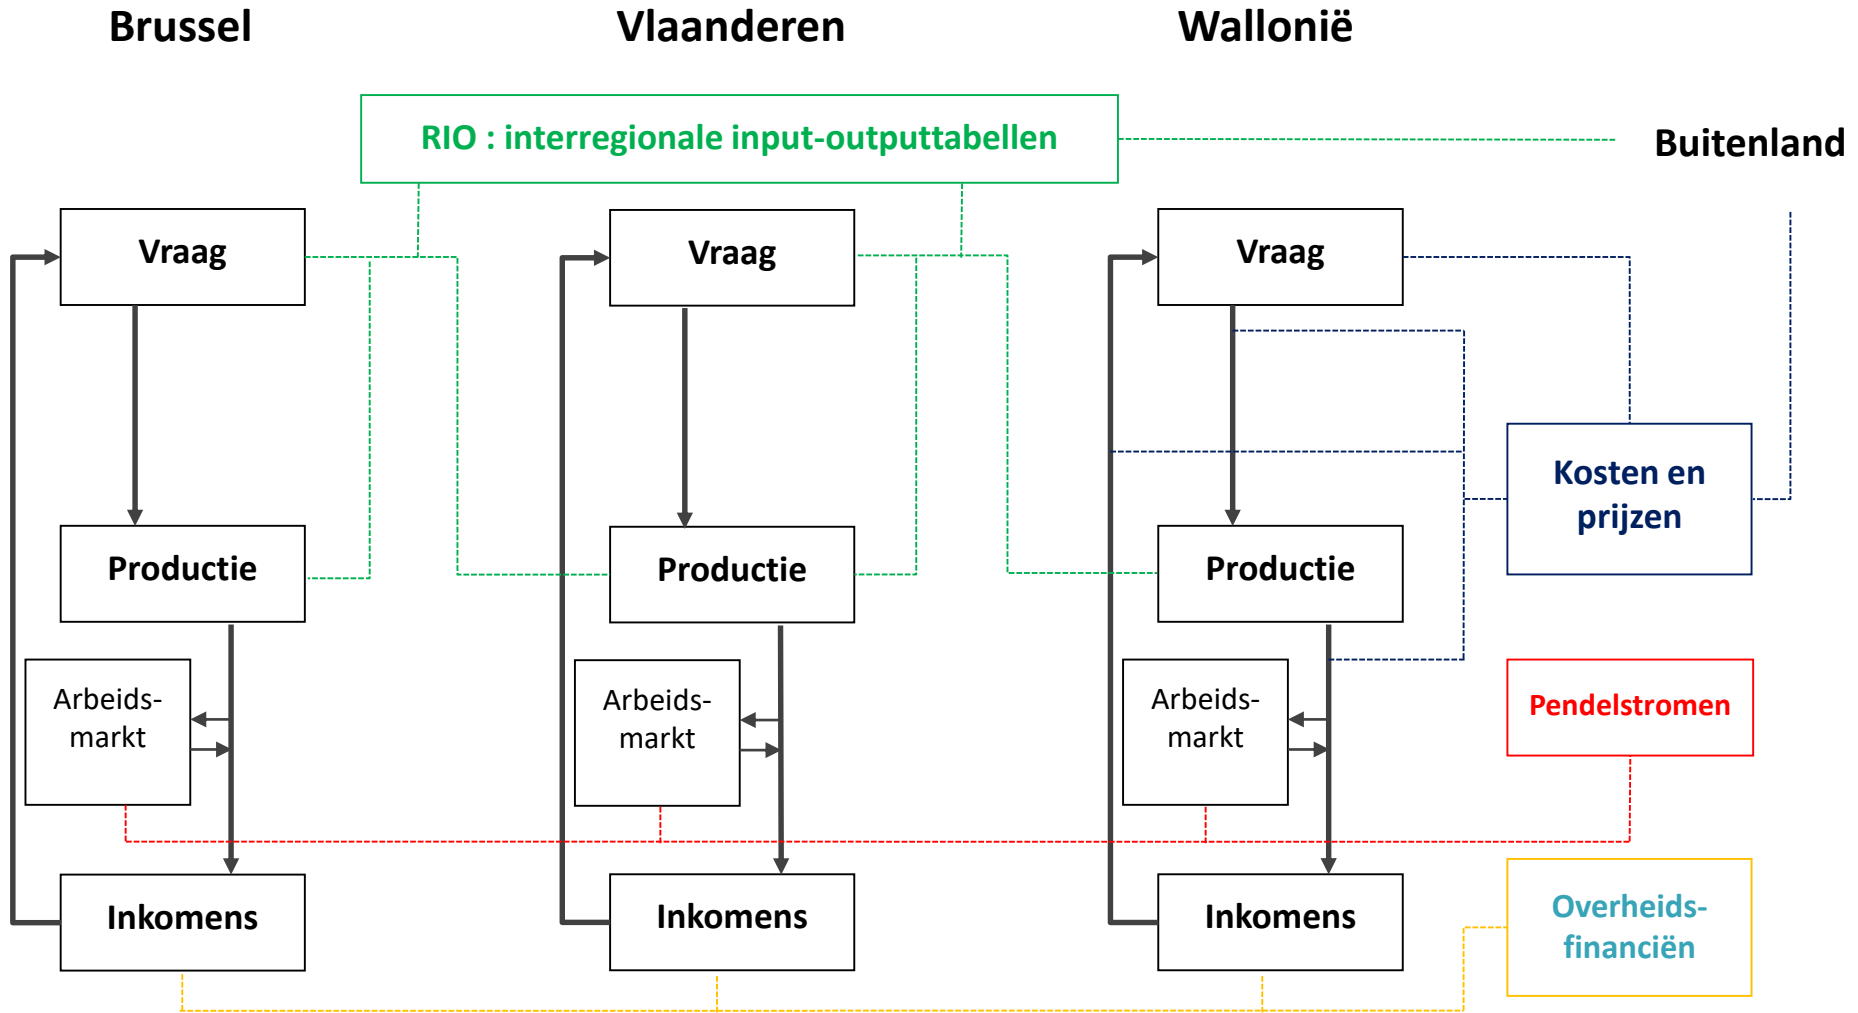 Brussel
Vlaanderen
Wallonië
RIO : interregionale input-outputtabellen
Buitenland
Vraag
Vraag
Vraag
Kosten en
prijzen
Productie
Productie
Productie
Arbeids-
markt
Arbeids-
markt
Arbeids-
markt
Pendelstromen
Inkomens
Inkomens
Inkomens
Overheids-
financiën